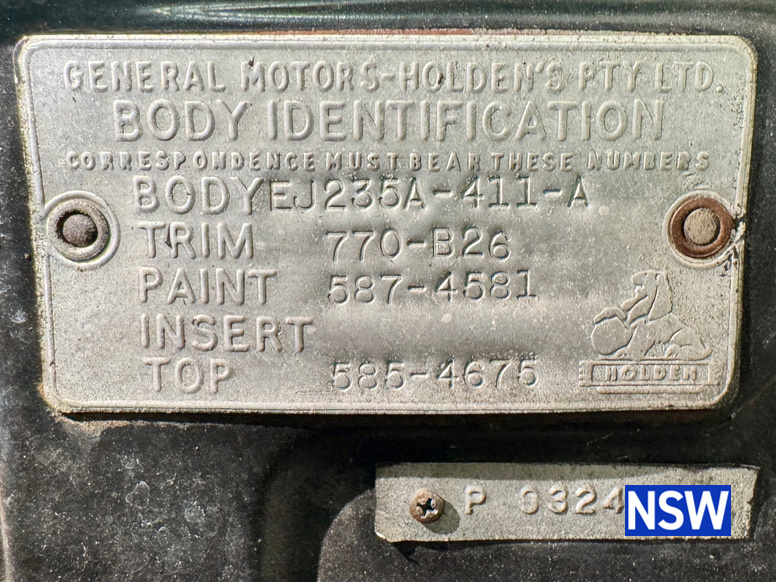 GENERAL MOTORS-HOLDEN'S PTY LTD.
BODY IDENTIFICATION
CORRESPONDENCE MUST BEAR THESE NUMBERS
BODY EJ235A-411-A
TRIM 770-B26
PAINT 587-4581
INSERT
TOP 585-4675
HOLDEN
P 9324
NSW